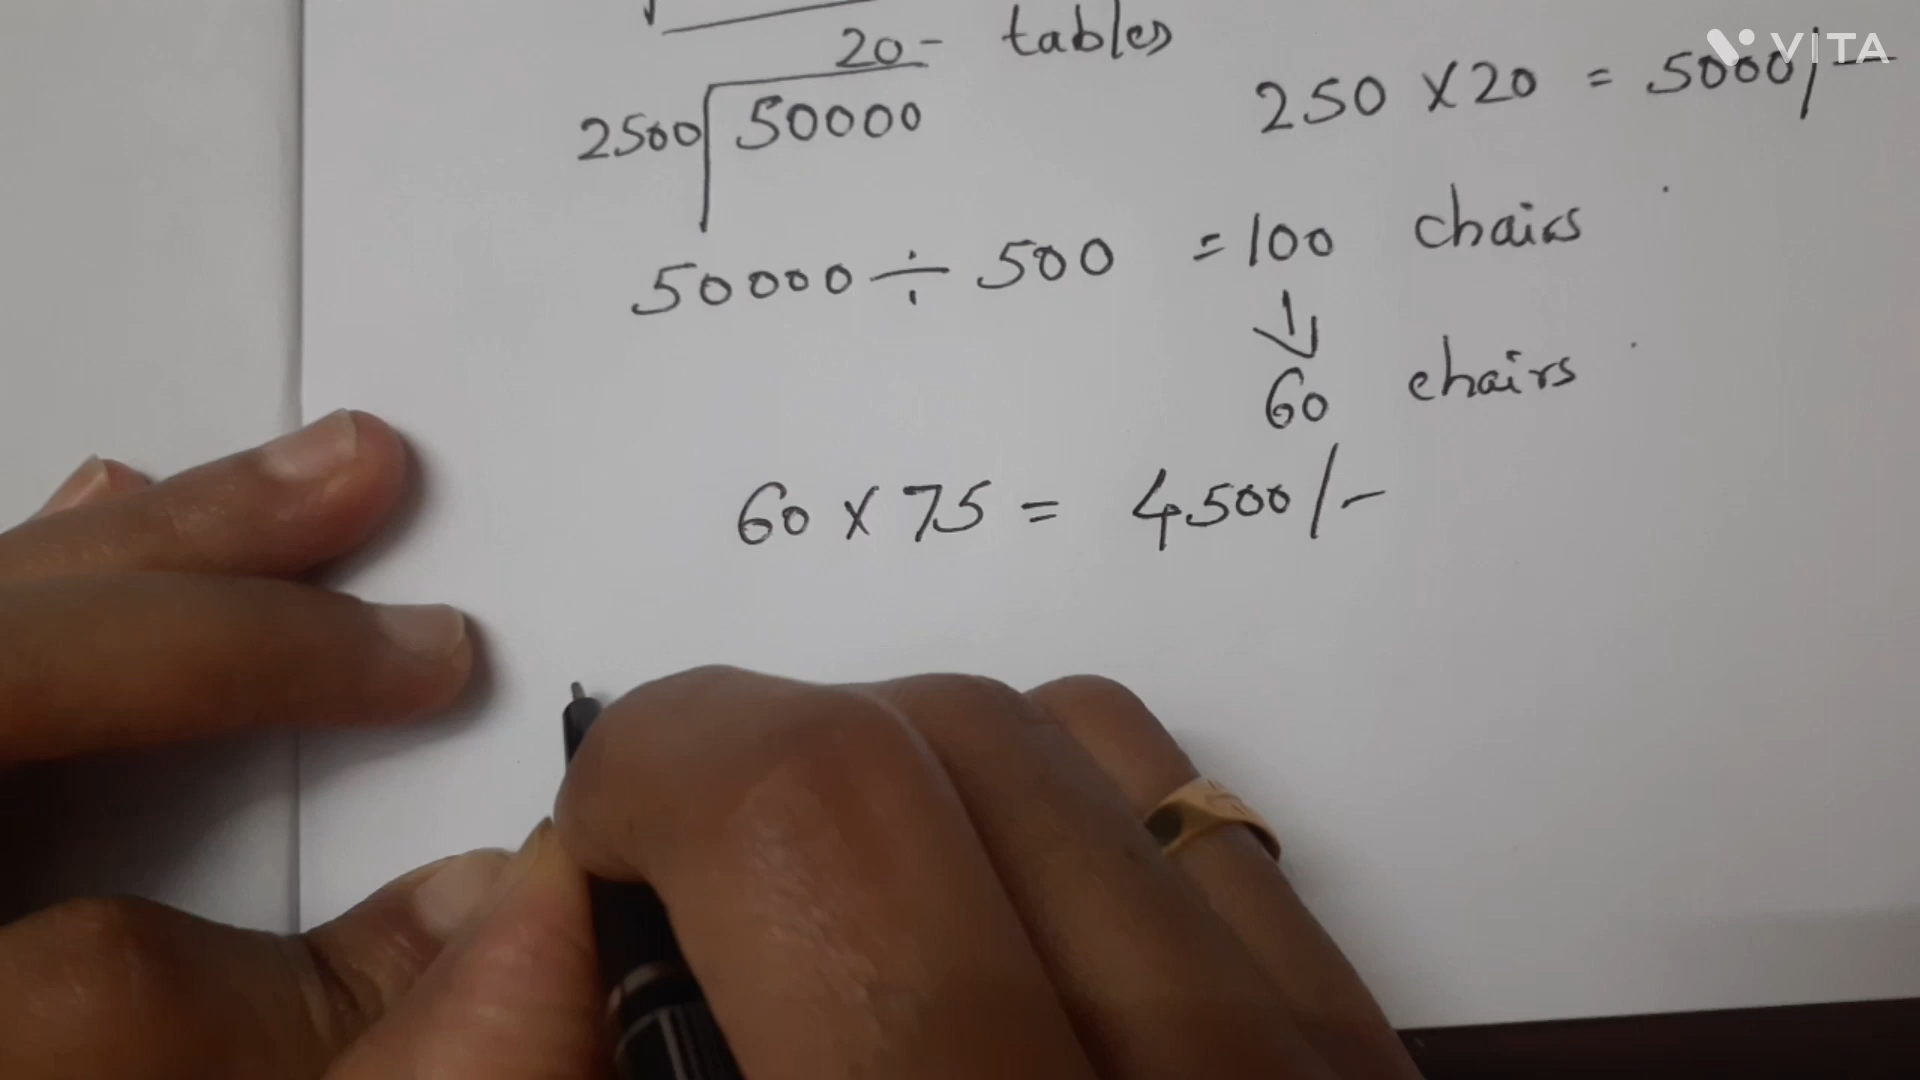 VITA
20 - tables
2500 50000
250 X 20 = 5000/-
50000 ÷ 500 = 100 chairs
↓
60 chairs
60 x 75 = 4500/-